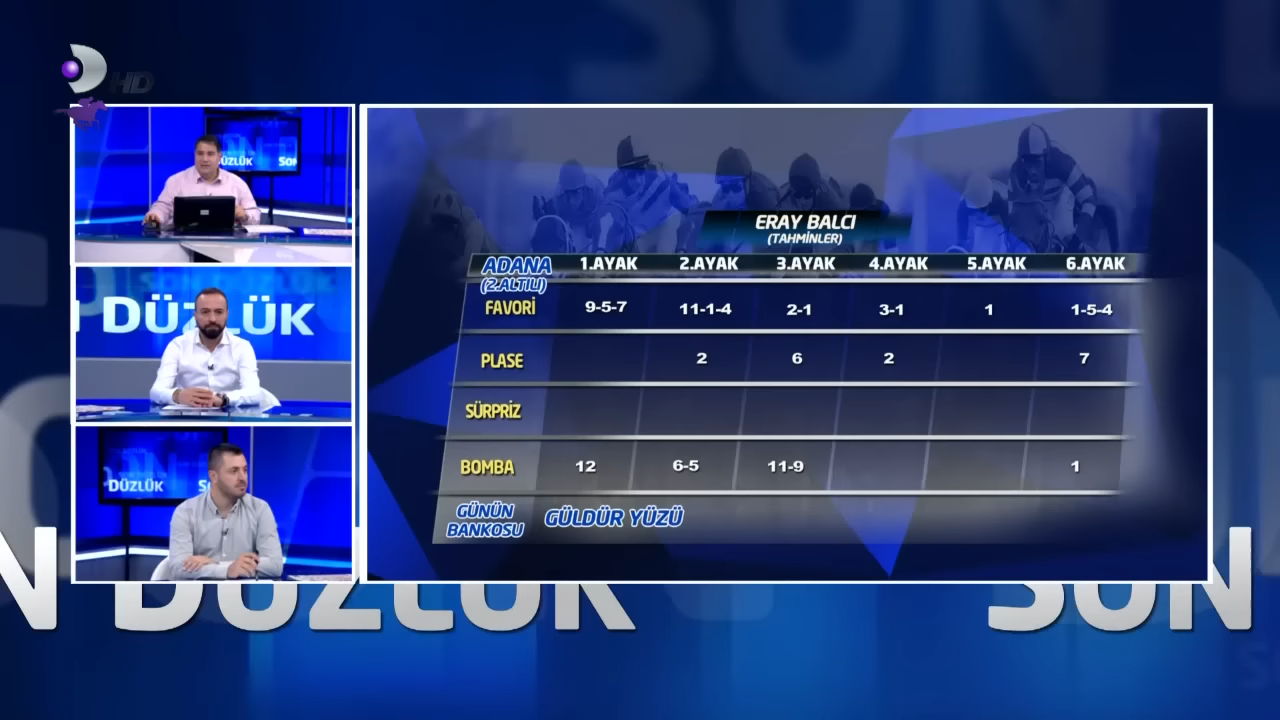 HD
DÜZLÜK SON
DÜZLÜK
DÜZLÜK
ERAY BALCI
(TAHMİNLER)
ADANA 1.AYAK 2.AYAK 3.AYAK 4.AYAK 5.AYAK 6.AYAK
(2.ALTILI)
FAVORİ 9-5-7 11-1-4 2-1 3-1 1 1-5-4
PLASE 2 6 2 7
SÜRPRİZ
BOMBA 12 6-5 11-9 1
GÜNÜN
BANKOSU GÜLDÜR YÜZÜ
N DÜZLÜK SON